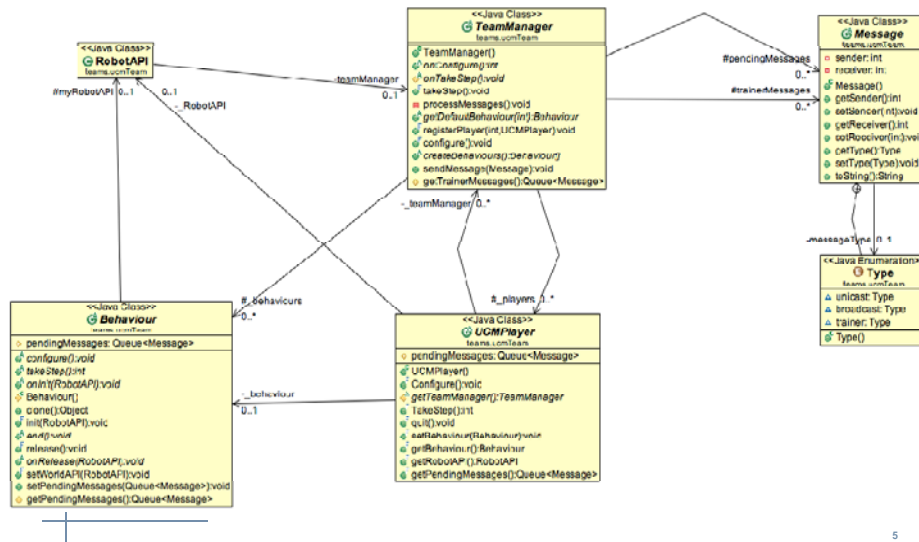 <<Java Class>>
TeamManager
teams.ucmTeam
TeamManager()
onConfigure():int
onTakeStep():void
takeStep():void
processMessages():void
getDefaultBehaviour(int):Behaviour
registerPlayer(int,UCMPlayer):void
configure():void
createBehaviours():Behaviour[]
sendMessage(Message):void
getTrainerMessages():Queue<Message>
<<Java Class>>
RobotAPI
teams.ucmTeam
#myRobotAPI 0..1
0..1
-_RobotAPI
-teamManager
0..1
#pendingMessages
0..*
#trainerMessages
0..*
<<Java Class>>
Message
teams.ucmTeam
sender: int
receiver: int
Message()
getSender():int
setSender(int):void
getReceiver():int
setReceiver(int):voi
getType():Type
setType(Type):void
toString():String
-messageType 0..1
<<Java Enumeration>
Type
teams.ucmTeam
unicast: Type
broadcast: Type
trainer: Type
Type()
-_teamManager 0..*
#_behaviours
0..*
#_players 0..*
<<Java Class>>
Behaviour
teams.ucmTeam
pendingMessages: Queue<Message>
configure():void
takeStep():int
onInit(RobotAPI):void
Behaviour()
clone():Object
init(RobotAPI):void
end():void
release():void
onRelease(RobotAPI):void
setWorldAPI(RobotAPI):void
setPendingMessages(Queue<Message>):void
getPendingMessages():Queue<Message>
-_behaviour
0..1
<<Java Class>>
UCMPlayer
teams.ucmTeam
pendingMessages: Queue<Message>
UCMPlayer()
Configure():void
getTeamManager():TeamManager
TakeStep():int
quit():void
setBehaviour(Behaviour):void
getBehaviour():Behaviour
getRobotAPI():RobotAPI
getPendingMessages():Queue<Message>
5